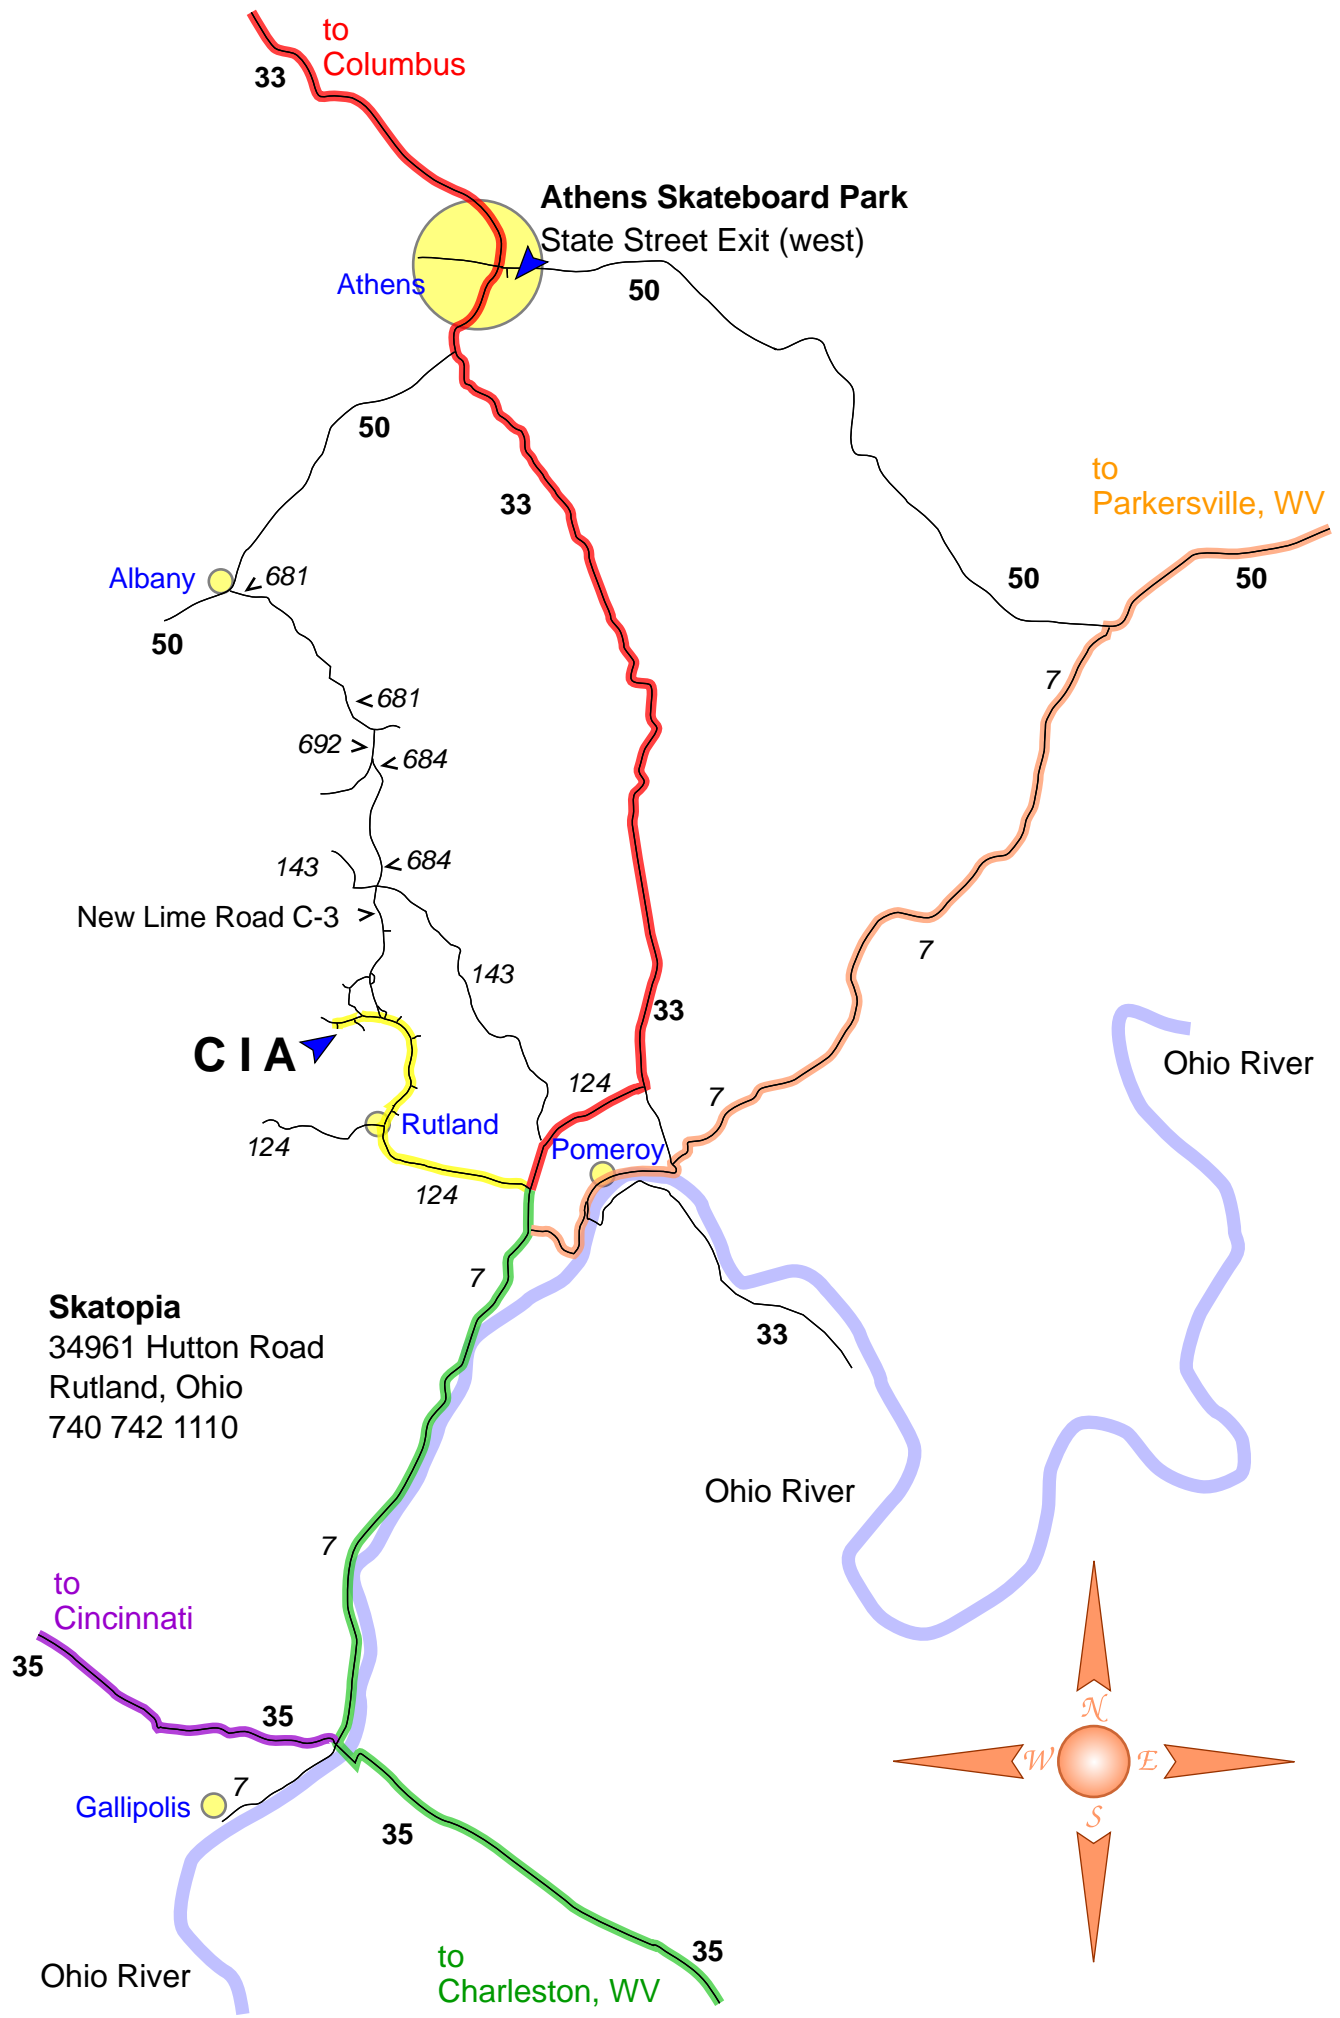 to
Columbus
33
Athens Skateboard Park
State Street Exit (west)
Athens
50
50
33
to
Parkersville, WV
50
50
Albany
681
50
7
681
692
684
143
684
New Lime Road C-3
7
143
33
C I A
Ohio River
124
7
Rutland
124
Pomeroy
124
7
Skatopia
34961 Hutton Road
Rutland, Ohio
740 742 1110
33
Ohio River
7
to
Cincinnati
35
35
N
W
E
S
7
Gallipolis
35
to
Charleston, WV
35
Ohio River